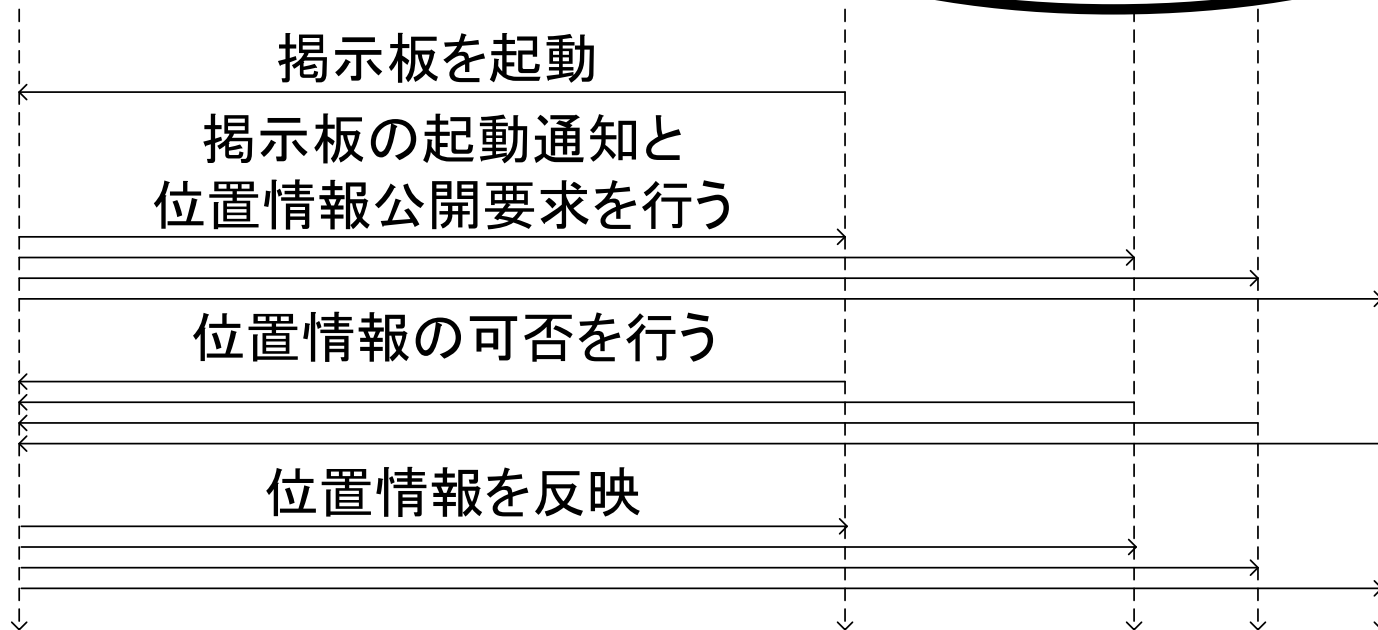 掲示板を起動
掲示板の起動通知と
位置情報公開要求を行う
位置情報の可否を行う
位置情報を反映